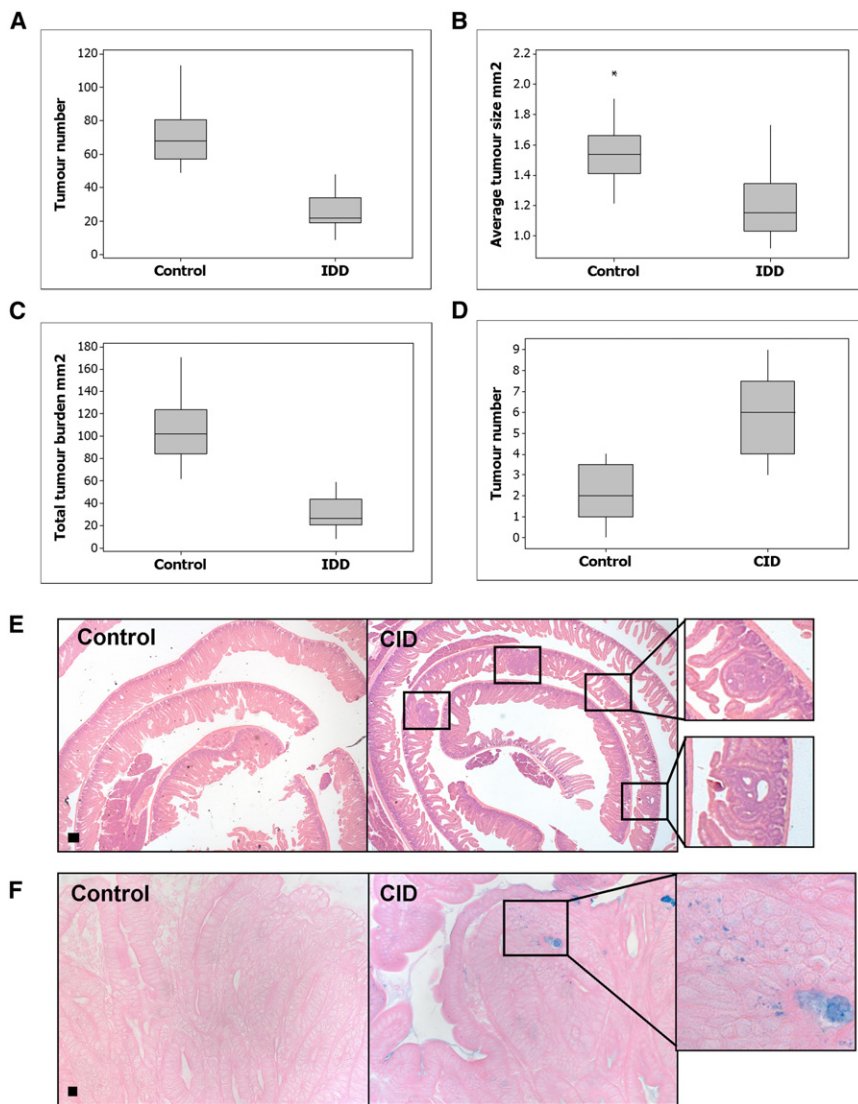 A
Tumour number
120
100
80
60
40
20
0
Control IDD
B
Average tumour size mm2
2.2
2.0
1.8
1.6
1.4
1.2
1.0
*
Control IDD
C
Total tumour burden mm2
180
160
140
120
100
80
60
40
20
0
Control IDD
D
Tumour number
9
8
7
6
5
4
3
2
1
0
Control CID
E
Control CID
F
Control CID